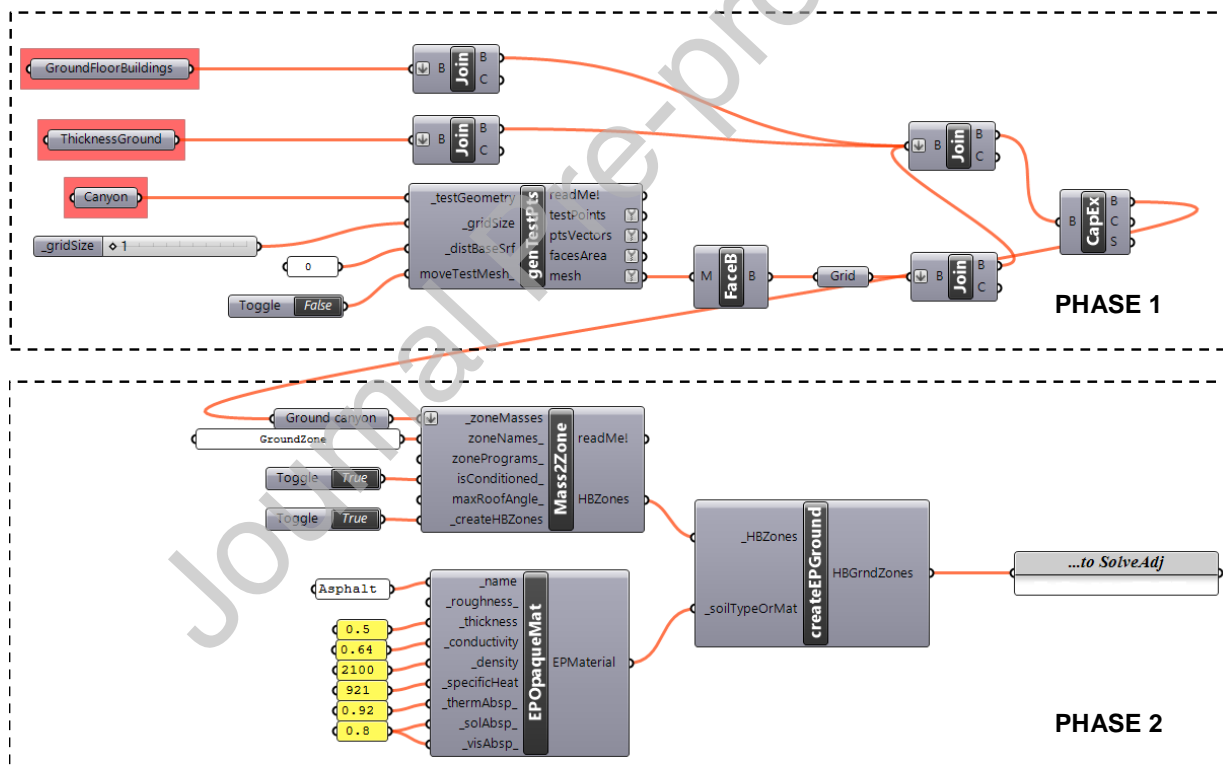 GroundFloorBuildings
B Join B C
ThicknessGround
B Join B C
Canyon
_gridSize ◇ 1
0
Toggle False
_testGeometry
_gridSize
_distBaseSrf
moveTestMesh_
genTestPts
readMe!
testPoints
ptsVectors
facesArea
mesh
M FaceB B
Grid
B Join B C
B Join B C
B CapEx B C S
PHASE 1
Ground canyon
GroundZone
Toggle True
Toggle True
_zoneMasses
zoneNames_
zonePrograms_
isConditioned_
maxRoofAngle_
_createHBZones
Mass2Zone
readMe!
HBZones
Asphalt
0.5
0.64
2100
921
0.92
0.8
_name
_roughness_
_thickness
_conductivity
_density
_specificHeat
_thermAbsp_
_solAbsp_
_visAbsp_
EPOpaqueMat
EPMaterial
_HBZones
_soilTypeOrMat
createEPGround
HBGrndZones
...to SolveAdj
PHASE 2
Journal Pre-pro